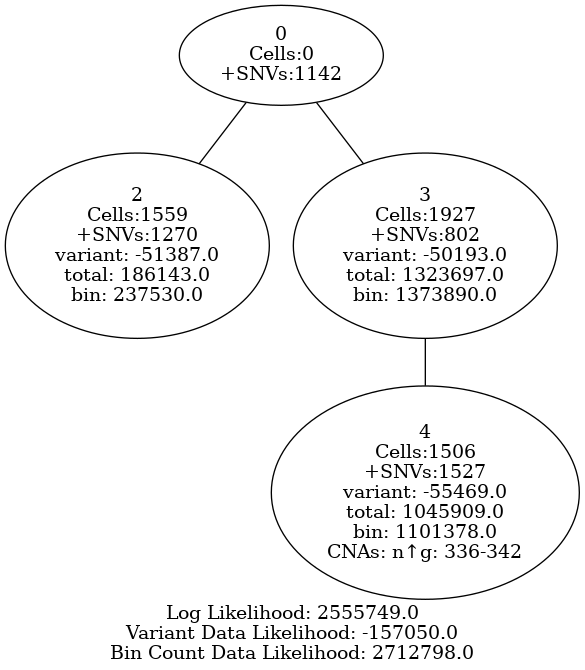 0
Cells:0
+SNVs:1142
2
Cells:1559
+SNVs:1270
variant: -51387.0
total: 186143.0
bin: 237530.0
3
Cells:1927
+SNVs:802
variant: -50193.0
total: 1323697.0
bin: 1373890.0
4
Cells:1506
+SNVs:1527
variant: -55469.0
total: 1045909.0
bin: 1101378.0
CNAs: n↑g: 336-342
Log Likelihood: 2555749.0
Variant Data Likelihood: -157050.0
Bin Count Data Likelihood: 2712798.0